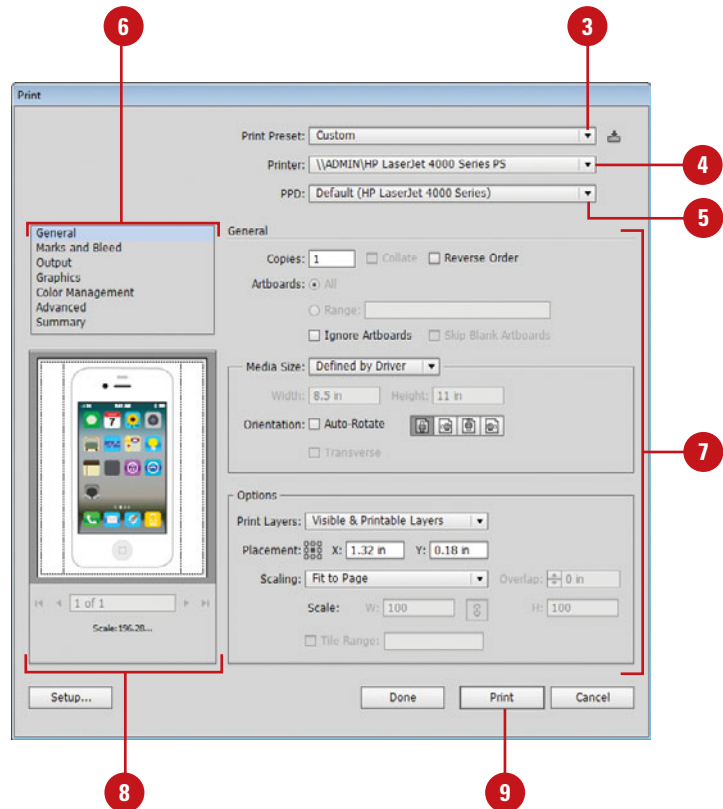 6
3
Print
Print Preset: Custom
Printer: \\ADMIN\HP LaserJet 4000 Series PS
4
PPD: Default (HP LaserJet 4000 Series)
5
General
Marks and Bleed
Output
Graphics
Color Management
Advanced
Summary
General
Copies: 1 Collate Reverse Order
Artboards: All
Range:
Ignore Artboards Skip Blank Artboards
Media Size: Defined by Driver
Width: 8.5 in Height: 11 in
Orientation: Auto-Rotate
Transverse
7
7
Options
Print Layers: Visible & Printable Layers
Placement: X: 1.32 in Y: 0.18 in
Scaling: Fit to Page Overlap: 0 in
Scale: W: 100 H: 100
Tile Range:
1 of 1
Scale:196.28...
Setup...
Done Print Cancel
8
9